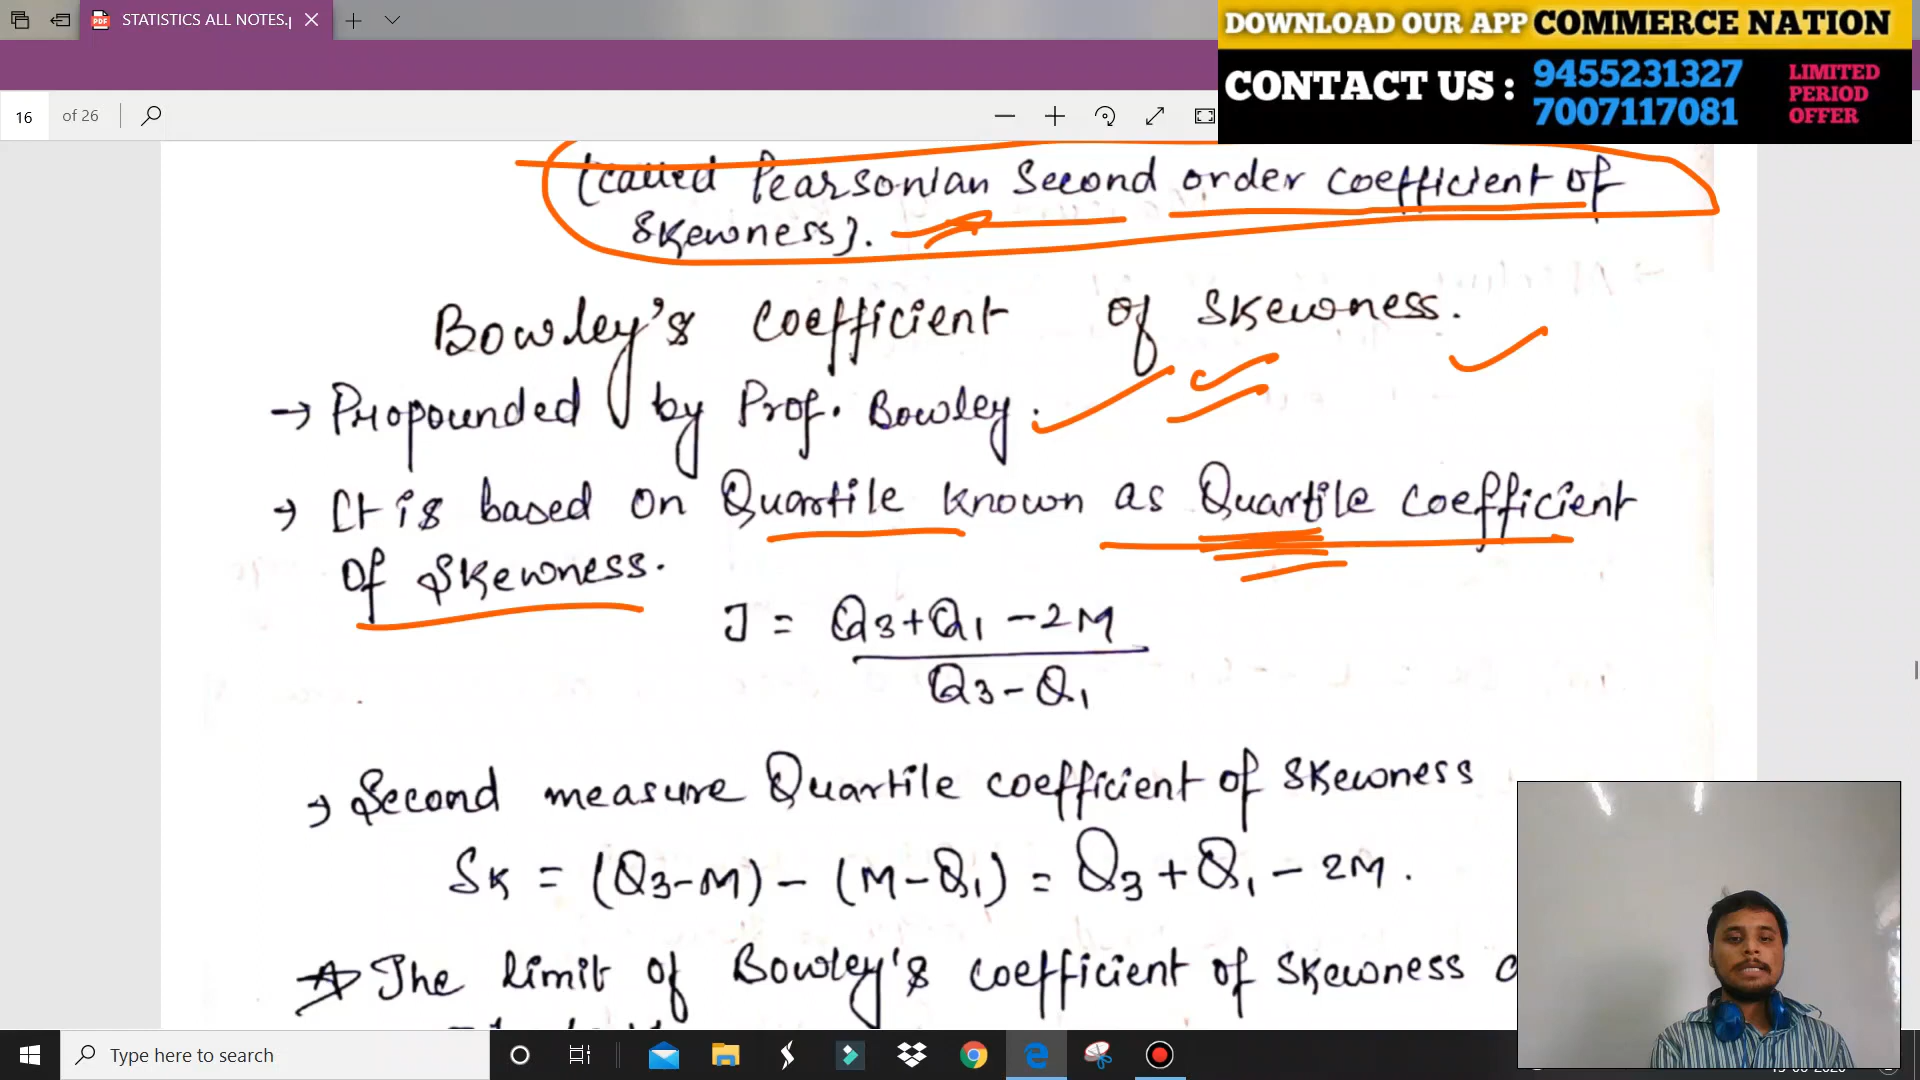 STATISTICS ALL NOTES.p
DOWNLOAD OUR APP COMMERCE NATION
CONTACT US : 9455231327
7007117081
LIMITED
PERIOD
OFFER
16 of 26
(called Pearsonian Second order coefficient of
Skewness).
Bowley's coefficient of Skewness.
→ Propounded by Prof. Bowley.
→ It is based on Quartile known as Quartile coefficient
of Skewness.
J = Q3+Q1 -2M
Q3-Q1
→ Second measure Quartile coefficient of Skewness
SK = (Q3-M) - (M-Q1) = Q3 + Q1 - 2M.
The limit of Bowley's coefficient of Skewness
Type here to search